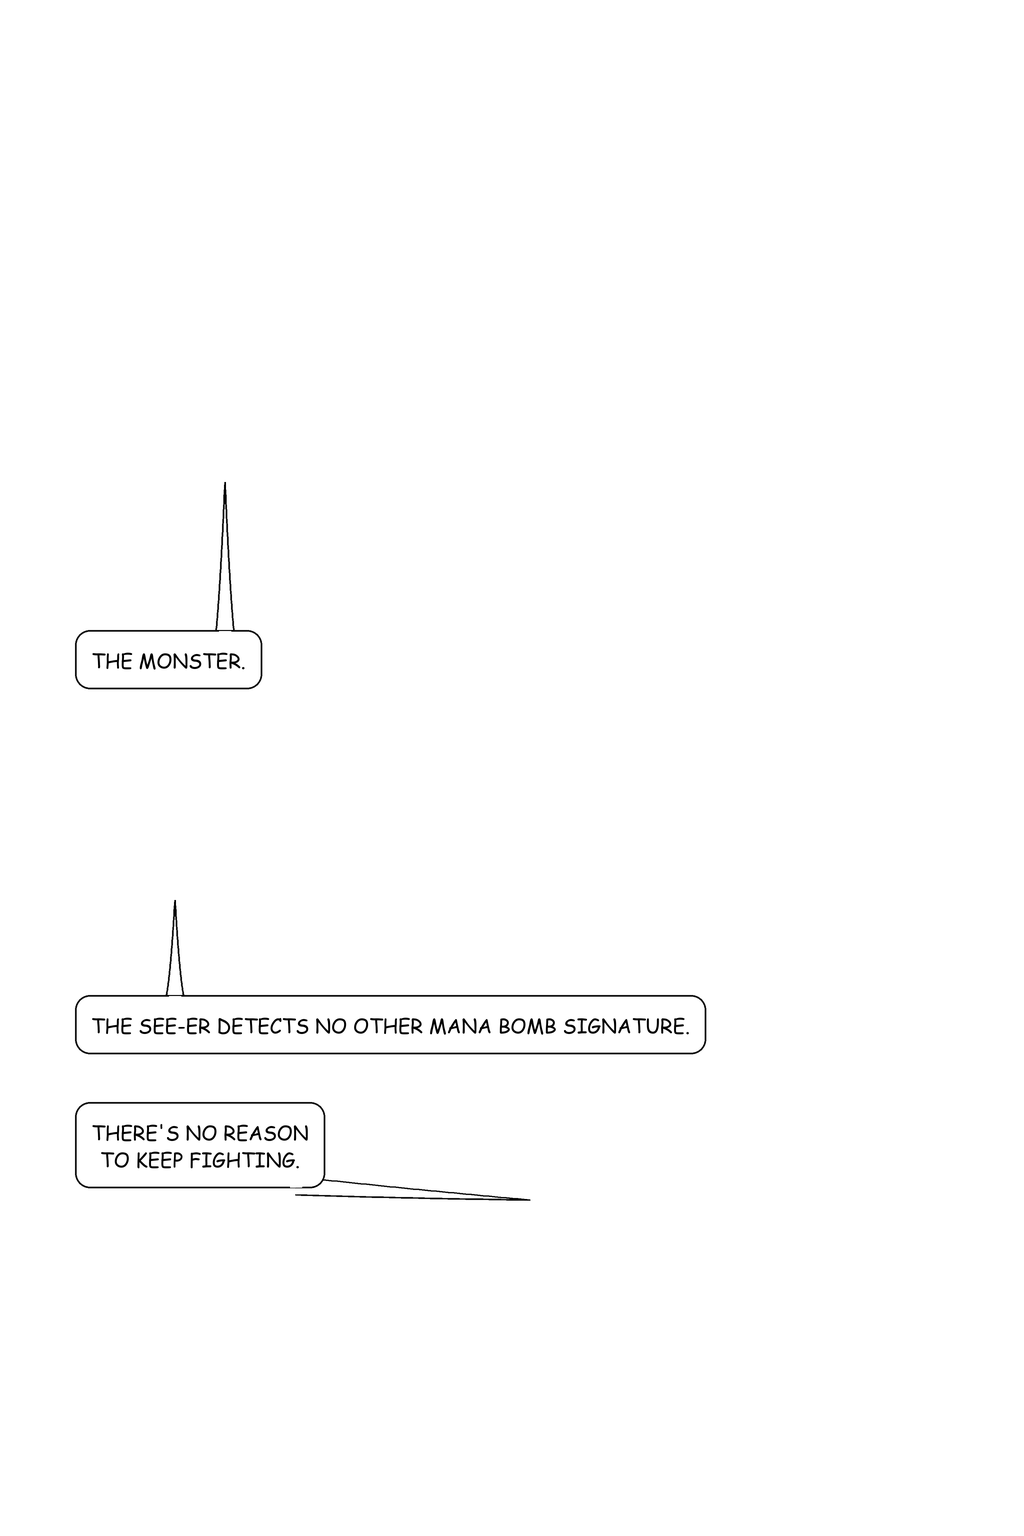 THE MONSTER.
THE SEE-ER DETECTS NO OTHER MANA BOMB SIGNATURE.
THERE'S NO REASON
TO KEEP FIGHTING.